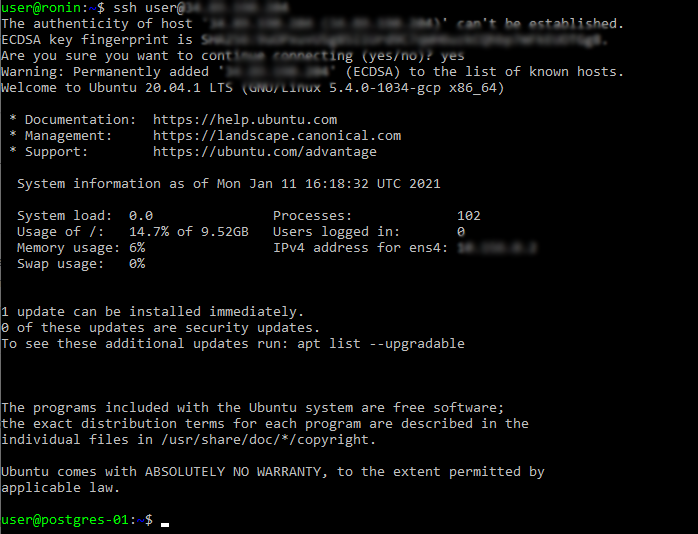 user@ronin:~$ ssh user@
The authenticity of host ' )' can't be established.
ECDSA key fingerprint is
Are you sure you want to continue connecting (yes/no)? yes
Warning: Permanently added ' ' (ECDSA) to the list of known hosts.
Welcome to Ubuntu 20.04.1 LTS (GNU/Linux 5.4.0-1034-gcp x86_64)
* Documentation: https://help.ubuntu.com
* Management: https://landscape.canonical.com
* Support: https://ubuntu.com/advantage
System information as of Mon Jan 11 16:18:32 UTC 2021
System load: 0.0 Processes: 102
Usage of /: 14.7% of 9.52GB Users logged in: 0
Memory usage: 6% IPv4 address for ens4:
Swap usage: 0%
1 update can be installed immediately.
0 of these updates are security updates.
To see these additional updates run: apt list --upgradable
The programs included with the Ubuntu system are free software;
the exact distribution terms for each program are described in the
individual files in /usr/share/doc/*/copyright.
Ubuntu comes with ABSOLUTELY NO WARRANTY, to the extent permitted by
applicable law.
user@postgres-01:~$